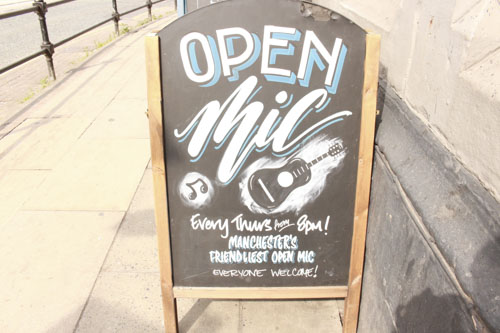 OPEN
Mic
Every Thurs from 8pm!
MANCHESTER'S
FRIENDLIEST OPEN MIC
EVERYONE WELCOME!